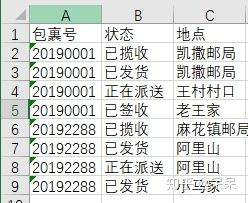 A B C
1 包裹号 状态 地点
2 20190001 已揽收 凯撒邮局
3 20190001 已发货 凯撒邮局
4 20190001 正在派送 王村村口
5 20190001 已签收 老王家
6 20192288 已揽收 麻花镇邮局
7 20192288 已发货 阿里山
8 20192288 正在派送 阿里山
9 20192288 已发货 小马家